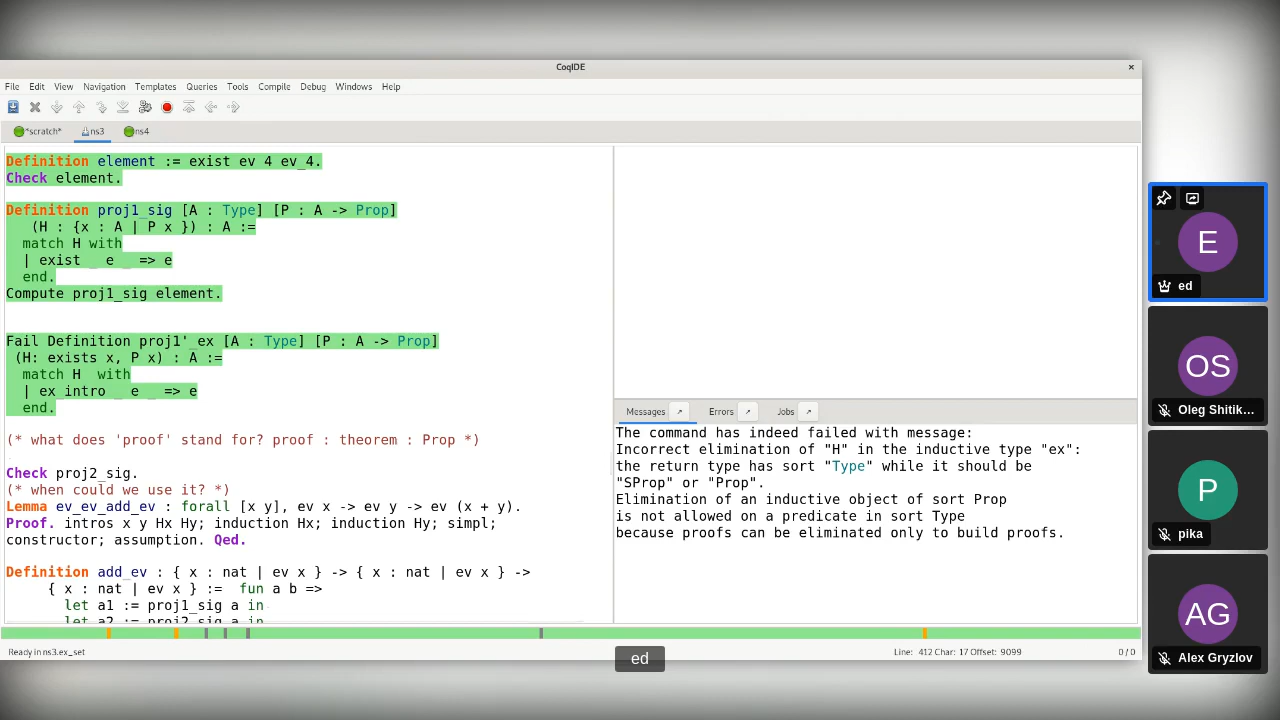 CoqIDE
×
File Edit View Navigation Templates Queries Tools Compile Debug Windows Help
*scratch* ns3 ns4
Definition element := exist ev 4 ev_4.
Check element.
Definition proj1_sig [A : Type] [P : A -> Prop]
(H : {x : A | P x }) : A :=
match H with
| exist _ e _ => e
end.
Compute proj1_sig element.
Fail Definition proj1'_ex [A : Type] [P : A -> Prop]
(H: exists x, P x) : A :=
match H with
| ex_intro _ e _ => e
end.
(* what does 'proof' stand for? proof : theorem : Prop *)
Check proj2_sig.
(* when could we use it? *)
Lemma ev_ev_add_ev : forall [x y], ev x -> ev y -> ev (x + y).
Proof. intros x y Hx Hy; induction Hx; induction Hy; simpl;
constructor; assumption. Qed.
Definition add_ev : { x : nat | ev x } -> { x : nat | ev x } ->
{ x : nat | ev x } := fun a b =>
let a1 := proj1_sig a in
let a2 := proj2_sig a in
Messages Errors Jobs
The command has indeed failed with message:
Incorrect elimination of "H" in the inductive type "ex":
the return type has sort "Type" while it should be
"SProp" or "Prop".
Elimination of an inductive object of sort Prop
is not allowed on a predicate in sort Type
because proofs can be eliminated only to build proofs.
Ready in ns3.ex_set
Line: 412 Char: 17 Offset: 9099
0/0
ed
E
ed
OS
Oleg Shitik...
P
pika
AG
Alex Gryzlov